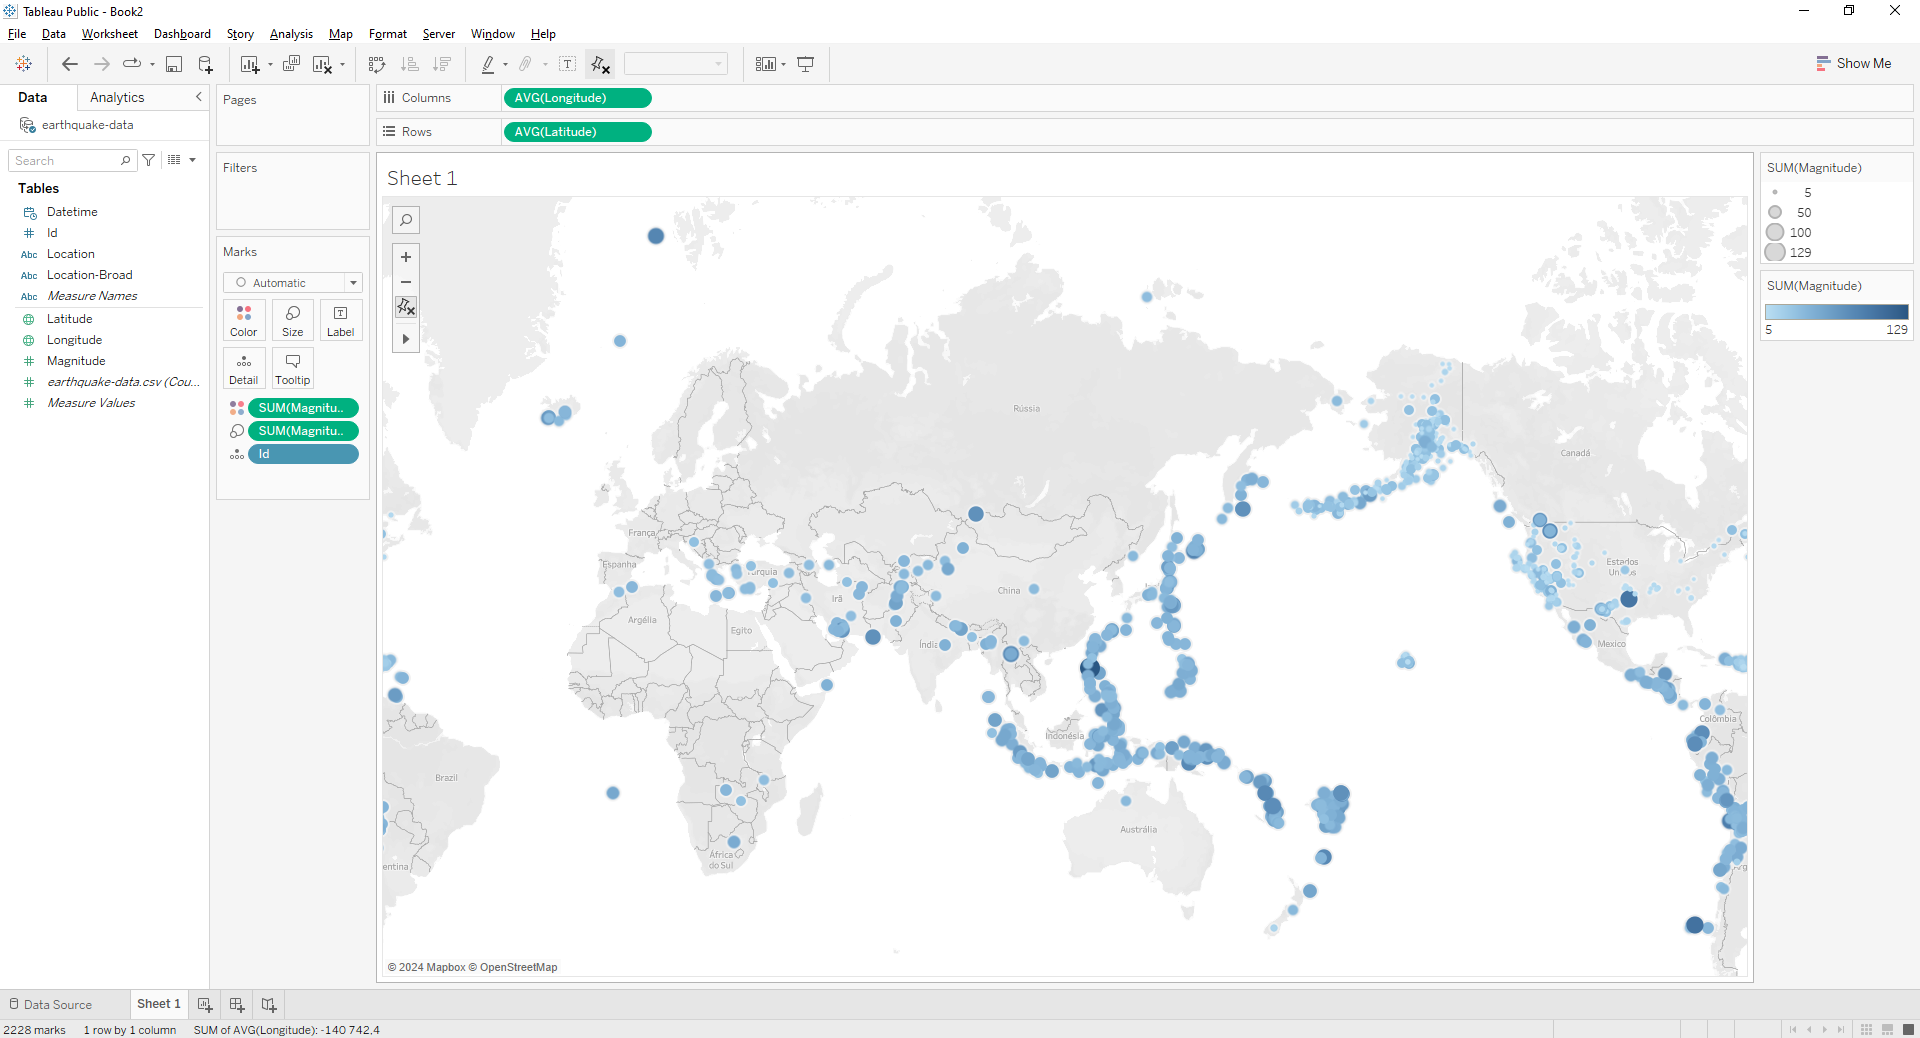 Tableau Public - Book2
File Data Worksheet Dashboard Story Analysis Map Format Server Window Help
Show Me
Data Analytics
earthquake-data
Search
Tables
Datetime
Id
Abc Location
Abc Location-Broad
Abc Measure Names
Latitude
Longitude
Magnitude
earthquake-data.csv (Cou...
Measure Values
Pages
Filters
Marks
Automatic
Color Size Label
Detail Tooltip
SUM(Magnitu..
SUM(Magnitu..
Id
Columns AVG(Longitude)
Rows AVG(Latitude)
Sheet 1
Rússia
Canadá
França
Espanha
Estados
China
Irã
Argélia
Egito
Índia
México
Colômbia
Indonésia
Brazil
Austrália
África
do Sul
entina
© 2024 Mapbox © OpenStreetMap
SUM(Magnitude)
5
50
100
129
SUM(Magnitude)
5 129
Data Source Sheet 1
2228 marks 1 row by 1 column SUM of AVG(Longitude): -140 742,4